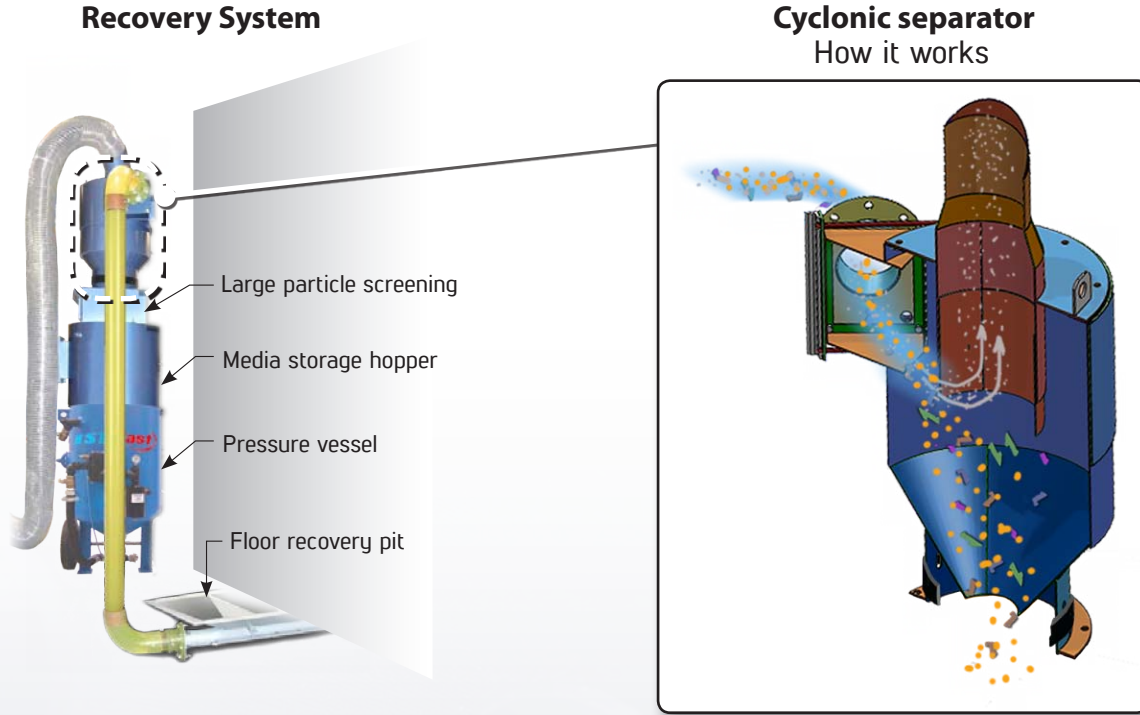 Recovery System
Large particle screening
Media storage hopper
Pressure vessel
Floor recovery pit
Cyclonic separator
How it works